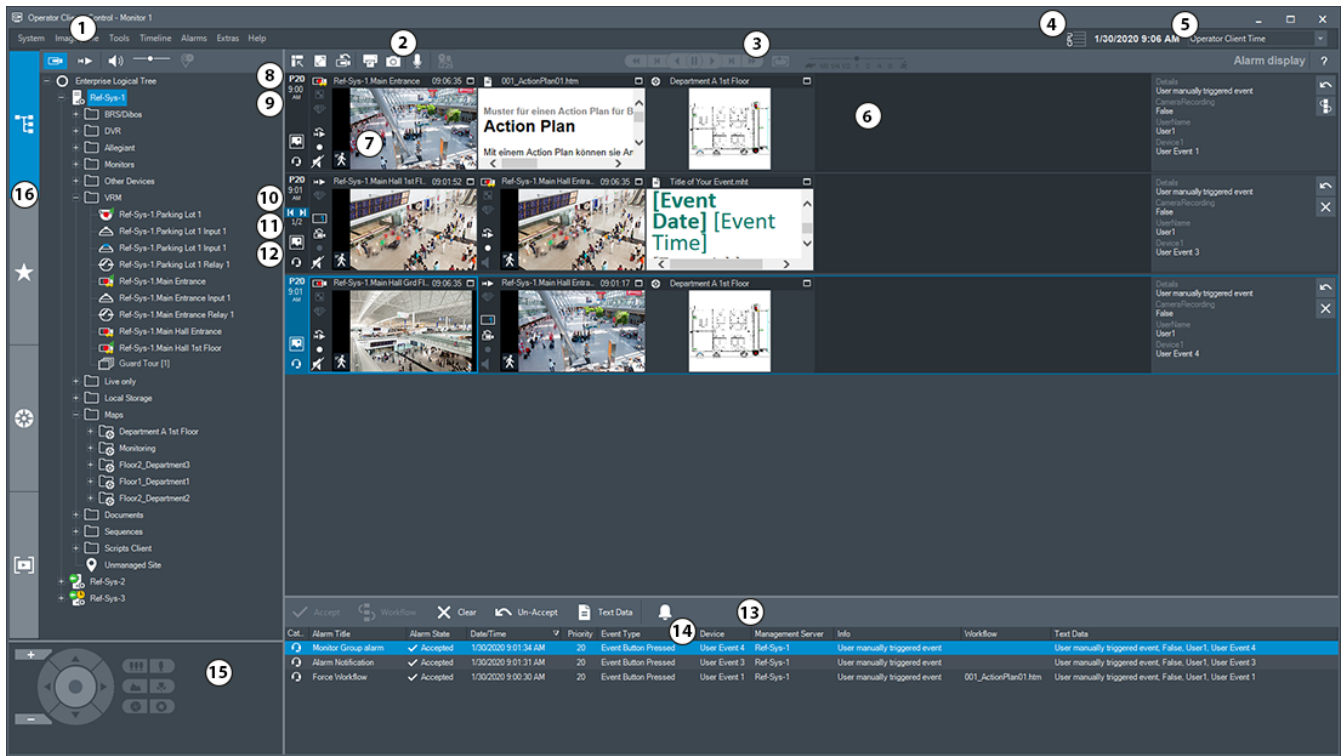 Operator Client Control - Monitor 1
1
4
5
System Image Tools Timeline Alarms Extras Help
2
3
1/30/2020 9:06 AM Operator Client Time
Alarm display ?
Enterprise Logical Tree
Ref-Sys-1
BRS/Dibos
DVR
Allegiant
Monitors
Other Devices
VRM
Ref-Sys-1.Parking Lot 1
Ref-Sys-1.Parking Lot 1 Input 1
Ref-Sys-1.Parking Lot 1 Input 1
Ref-Sys-1.Parking Lot 1 Relay 1
Ref-Sys-1.Main Entrance
Ref-Sys-1.Main Entrance Input 1
Ref-Sys-1.Main Entrance Relay 1
Ref-Sys-1.Main Hall Entrance
Ref-Sys-1.Main Hall 1st Floor
Guard Tour [1]
Live only
Local Storage
Maps
Department A 1st Floor
Monitoring
Floor2_Department3
Floor1_Department1
Floor2_Department2
Documents
Sequences
Scripts Client
Unmanaged Site
Ref-Sys-2
Ref-Sys-3
16
8
9
10
11
12
P20
9:00
AM
Ref-Sys-1.Main Entrance 09:06:35
001_ActionPlan01.htm
Department A 1st Floor
7
Muster für einen Action Plan für B
Action Plan
Mit einem Action Plan können sie Ar
6
Details
User manually triggered event
CameraRecording
False
UserName
User1
Device1
User Event 1
P20
9:01
AM
1/2
Ref-Sys-1.Main Hall 1st Fl.. 09:01:52
Ref-Sys-1.Main Hall Entra.. 09:06:35
Title of Your Event.mht
[Event
Date] [Event
Time]
Details
User manually triggered event
CameraRecording
False
UserName
User1
Device1
User Event 3
P20
9:01
AM
Ref-Sys-1.Main Hall Grd Fl.. 09:06:35
Ref-Sys-1.Main Hall Entra.. 09:01:17
Department A 1st Floor
Details
User manually triggered event
CameraRecording
False
UserName
User1
Device1
User Event 4
Accept Workflow Clear Un-Accept Text Data
13
14
Cat.. Alarm Title Alarm State Date/Time Priority Event Type Device Management Server Info Workflow Text Data
Monitor Group alarm Accepted 1/30/2020 9:01:34 AM 20 Event Button Pressed User Event 4 Ref-Sys-1 User manually triggered event User manually triggered event, False, User1, User Event 4
Alarm Notification Accepted 1/30/2020 9:01:31 AM 20 Event Button Pressed User Event 3 Ref-Sys-1 User manually triggered event User manually triggered event, False, User1, User Event 3
Force Workflow Accepted 1/30/2020 9:00:30 AM 20 Event Button Pressed User Event 1 Ref-Sys-1 User manually triggered event 001_ActionPlan01.htm User manually triggered event, False, User1, User Event 1
15